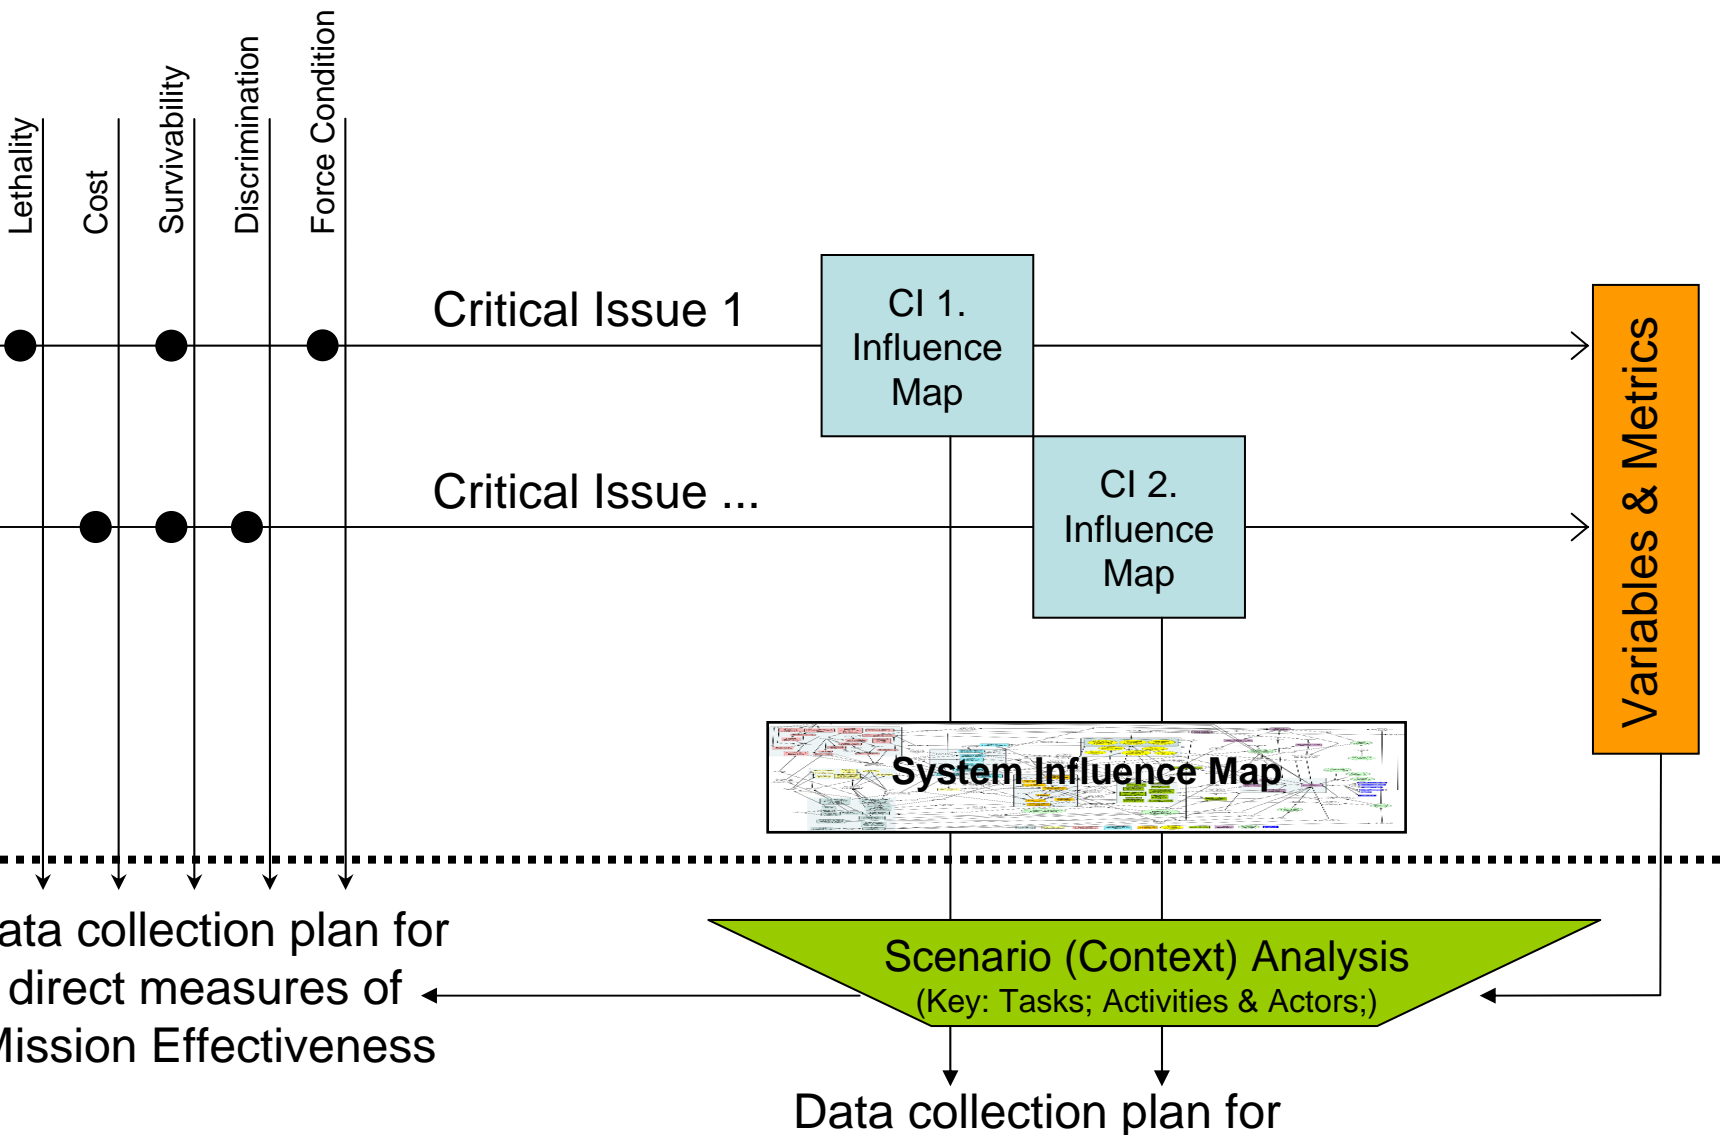 Lethality
Cost
Survivability
Discrimination
Force Condition
Critical Issue 1
CI 1.
Influence
Map
Critical Issue ...
CI 2.
Influence
Map
Variables & Metrics
System Influence Map
Scenario (Context) Analysis
(Key: Tasks; Activities & Actors;)
ata collection plan for
direct measures of
Mission Effectiveness
Data collection plan for